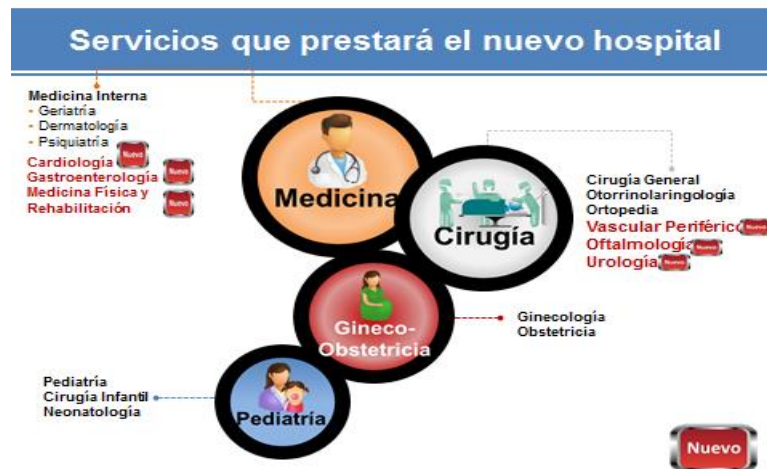 Servicios que prestará el nuevo hospital
Medicina Interna
- Geriatría
- Dermatología
- Psiquiatría
Cardiología Nuevo
Gastroenterología Nuevo
Medicina Física y
Rehabilitación Nuevo
Medicina
Cirugía
Cirugía General
Otorrinolaringología
Ortopedia
Vascular Periférico Nuevo
Oftalmología Nuevo
Urología Nuevo
Gineco-
Obstetricia
Ginecología
Obstetricia
Pediatría
Cirugía Infantil
Neonatología
Pediatría
Nuevo